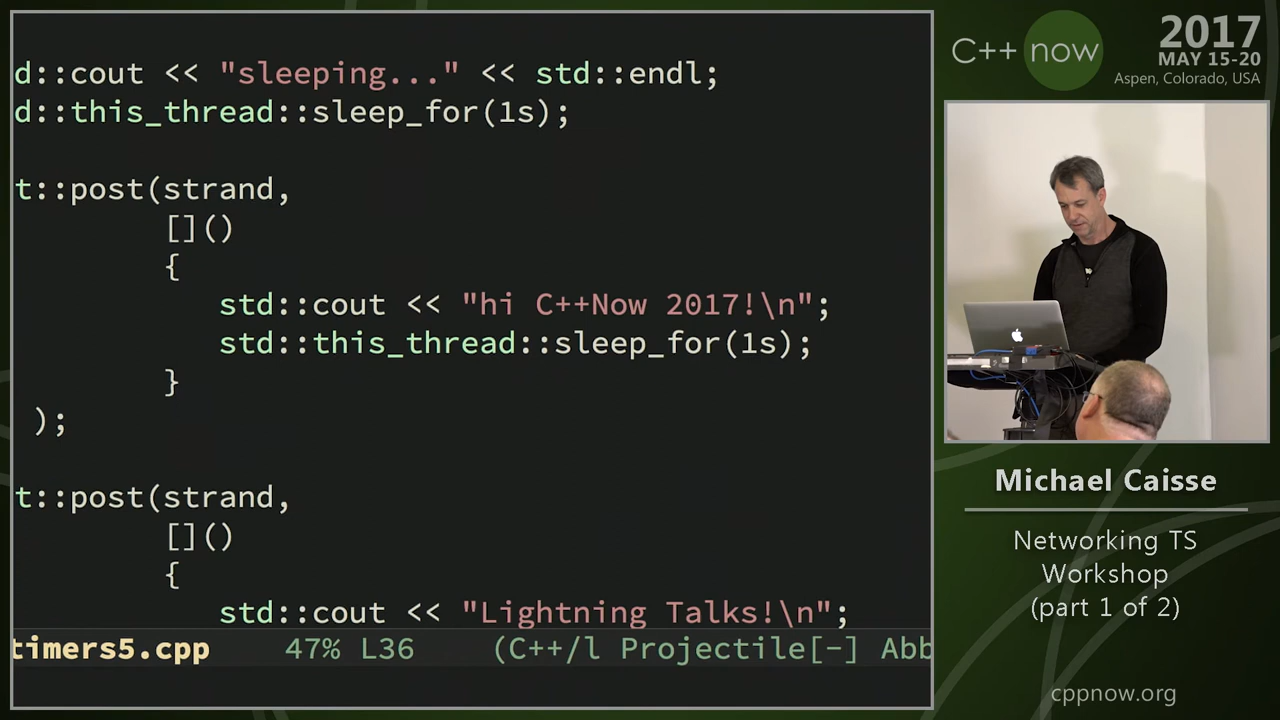 d::cout << "sleeping..." << std::endl;
d::this_thread::sleep_for(1s);
t::post(strand,
[]()
{
std::cout << "hi C++Now 2017!\n";
std::this_thread::sleep_for(1s);
}
);
t::post(strand,
[]()
{
std::cout << "Lightning Talks!\n";
timers5.cpp 47% L36 (C++/l Projectile[-] Abb
C++ now
2017
MAY 15-20
Aspen, Colorado, USA
Michael Caisse
Networking TS
Workshop
(part 1 of 2)
cppnow.org